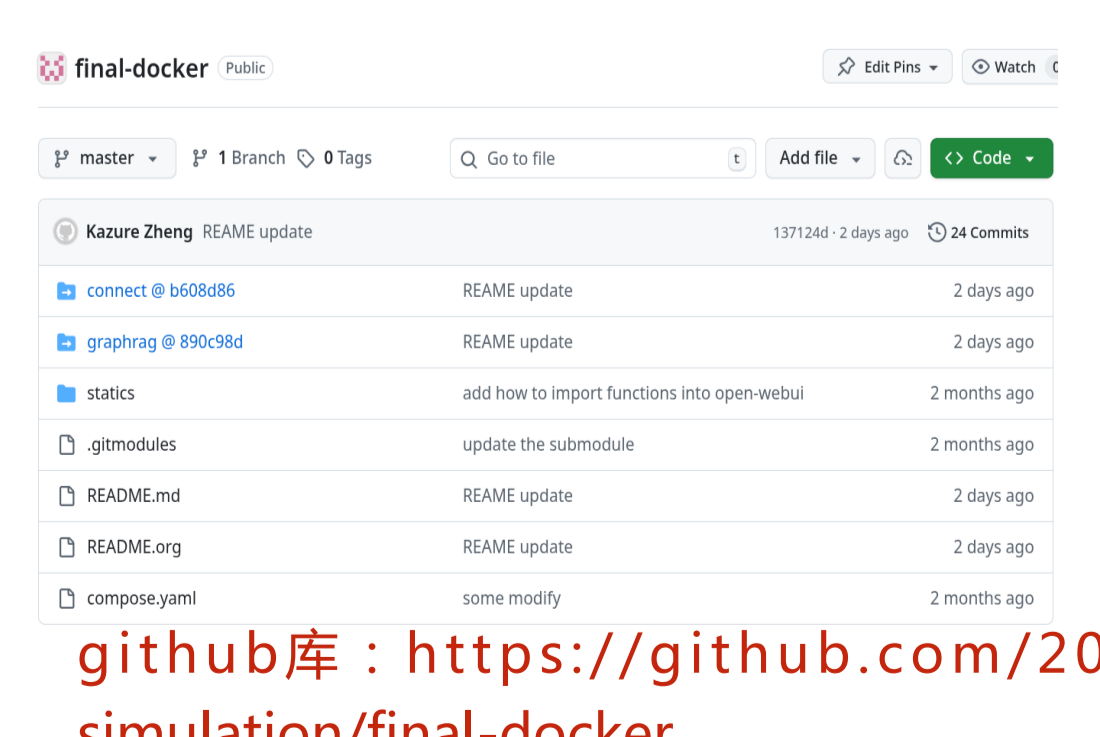 final-docker Public Edit Pins Watch
master 1 Branch 0 Tags Go to file t Add file Code
Kazure Zheng REAME update 137124d · 2 days ago 24 Commits
connect @ b608d86 REAME update 2 days ago
graphrag @ 890c98d REAME update 2 days ago
statics add how to import functions into open-webui 2 months ago
.gitmodules update the submodule 2 months ago
README.md REAME update 2 days ago
README.org REAME update 2 days ago
compose.yaml some modify 2 months ago
github库：https://github.com/20
simulation/final-docker